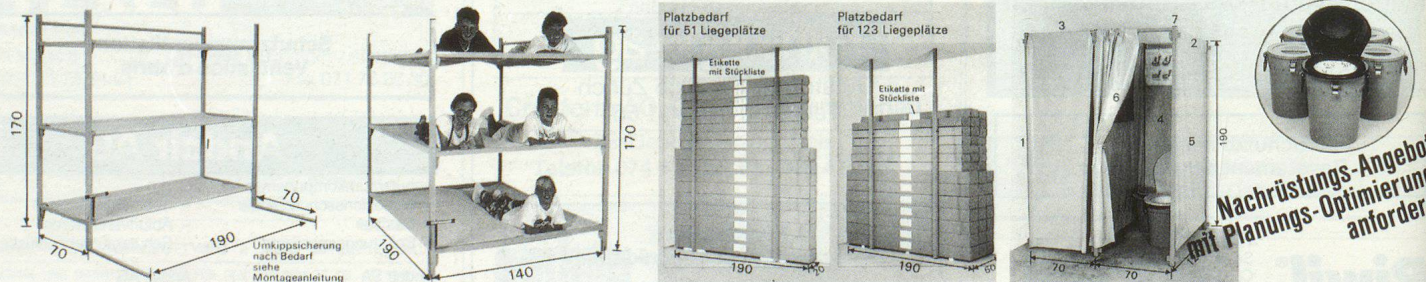 170
70
190
70
Umkippsicherung
nach Bedarf
siehe
Montageanleitung
170
190
140
Platzbedarf
für 51 Liegeplätze
Etikette
mit Stückliste
190
20
Platzbedarf
für 123 Liegeplätze
Etikette mit
Stückliste
190
60
3
7
2
6
4
1
5
190
70
70
Nachrüstungs-Angebot
mit Planungs-Optimierung
anfordern